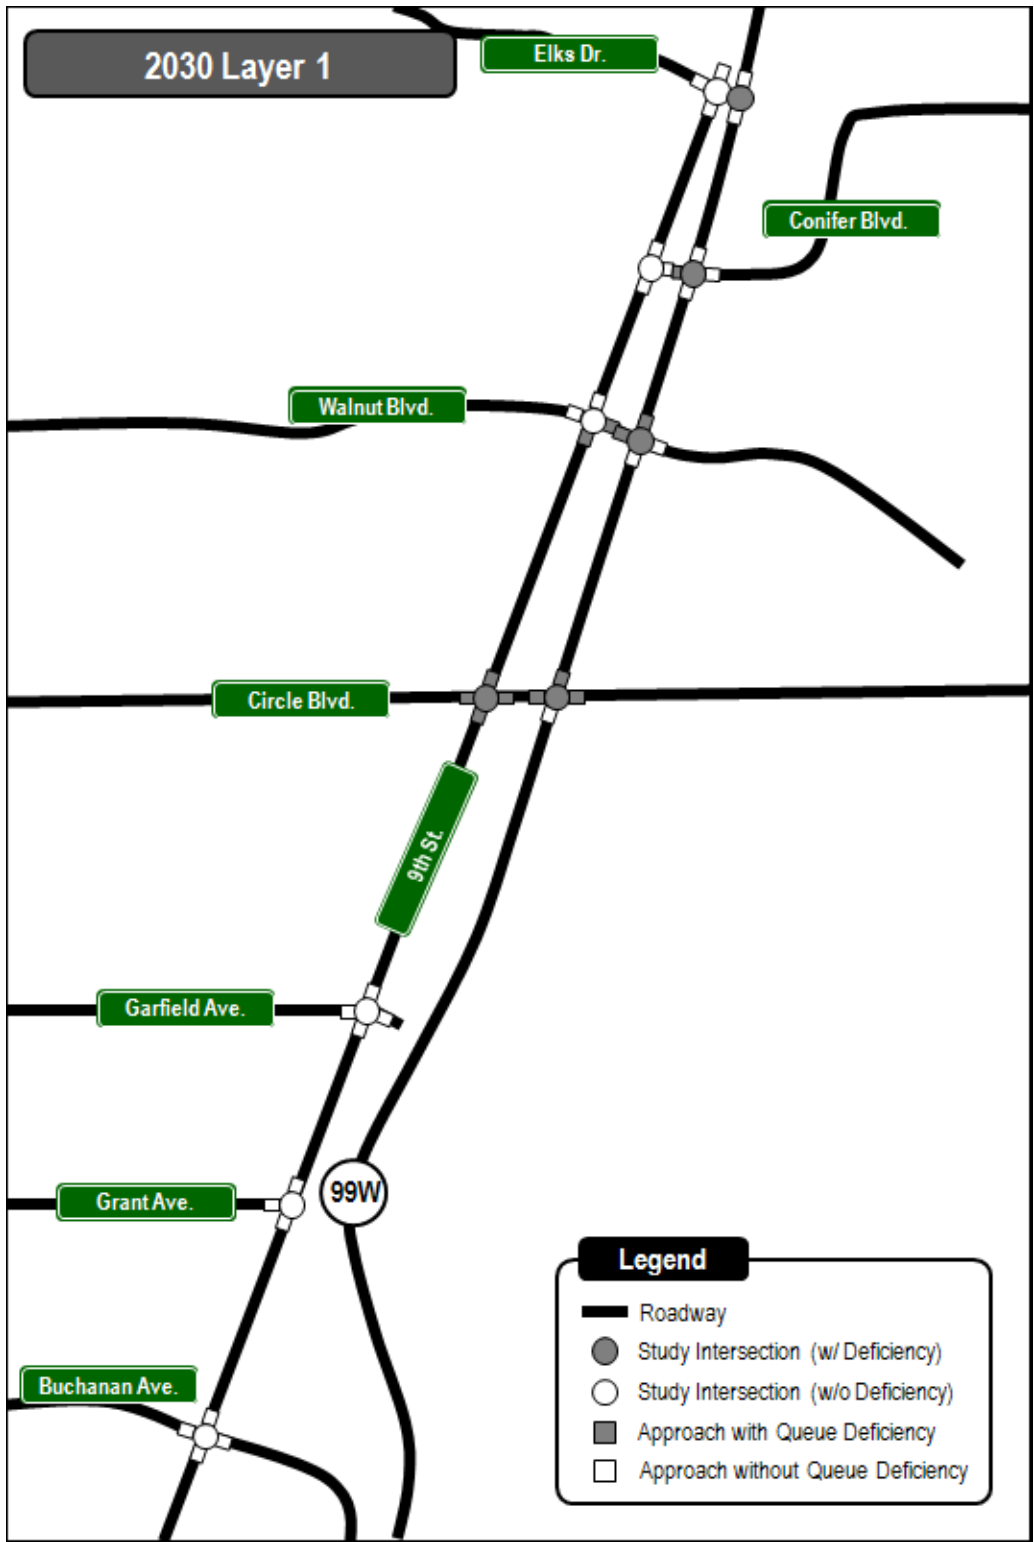 2030 Layer 1
Elks Dr.
Conifer Blvd.
Walnut Blvd.
Circle Blvd.
9th St.
Garfield Ave.
Grant Ave.
99W
Buchanan Ave.
Legend
Roadway
Study Intersection (w/ Deficiency)
Study Intersection (w/o Deficiency)
Approach with Queue Deficiency
Approach without Queue Deficiency